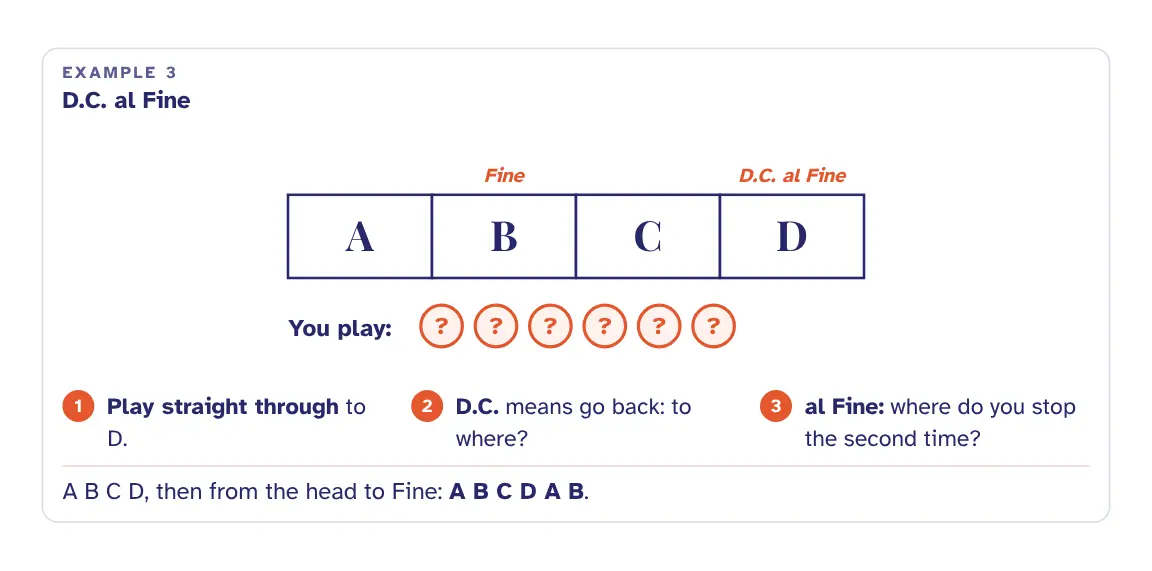 EXAMPLE 3
D.C. al Fine
Fine D.C. al Fine
A B C D
You play: ? ? ? ? ? ?
1 Play straight through to
D.
2 D.C. means go back: to
where?
3 al Fine: where do you stop
the second time?
A B C D, then from the head to Fine: A B C D A B.